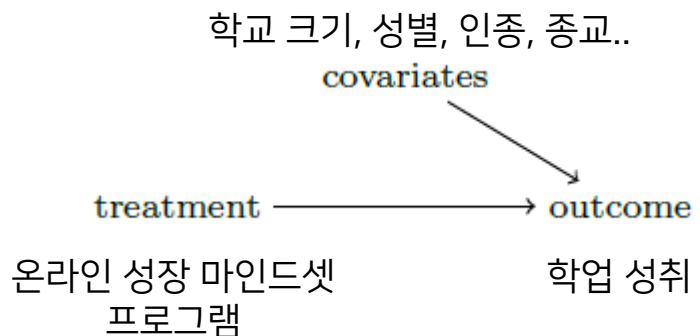 학교 크기, 성별, 인종, 종교..
covariates
treatment
outcome
온라인 성장 마인드셋
프로그램
학업 성취